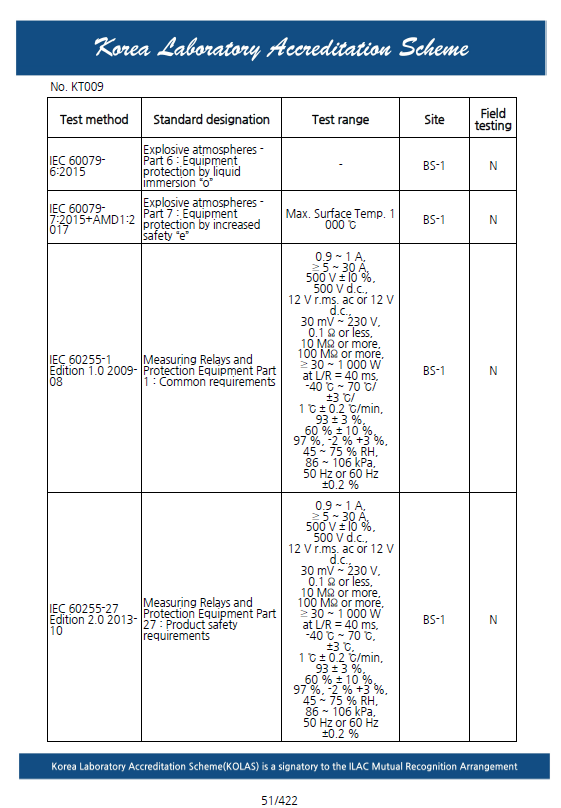 Korea Laboratory Accreditation Scheme
No. KT009
Test method
Standard designation
Test range
Site
Field
testing
IEC 60079-
6:2015
Explosive atmospheres -
Part 6 : Equipment
protection by liquid
immersion "o"
-
BS-1
N
IEC 60079-
7:2015+AMD1:2
017
Explosive atmospheres -
Part 7 : Equipment
protection by increased
safety "e"
Max. Surface Temp. 1
000 ℃
BS-1
N
IEC 60255-1
Edition 1.0 2009-
08
Measuring Relays and
Protection Equipment Part
1 : Common requirements
0.9 ~ 1 A,
≥ 5 ~ 30 A,
500 V ± l0 %,
500 V d.c.,
12 V r.ms. ac or 12 V
d.c.,
30 mV ~ 230 V,
0.1 Ω or less,
10 MΩ or more,
100 MΩ or more,
≥ 30 ~ 1 000 W
at L/R = 40 ms,
-40 ℃ ~ 70 ℃/
±3 ℃/
1 ℃ ± 0.2 ℃/min,
93 ± 3 %,
60 % ± 10 %,
97 %, -2 % +3 %,
45 ~ 75 % RH,
86 ~ 106 kPa,
50 Hz or 60 Hz
±0.2 %
BS-1
N
IEC 60255-27
Edition 2.0 2013-
10
Measuring Relays and
Protection Equipment Part
27 : Product safety
requirements
0.9 ~ 1 A,
≥ 5 ~ 30 A,
500 V ± l0 %,
500 V d.c.,
12 V r.ms. ac or 12 V
d.c.,
30 mV ~ 230 V,
0.1 Ω or less,
10 MΩ or more,
100 MΩ or more,
≥ 30 ~ 1 000 W
at L/R = 40 ms,
-40 ℃ ~ 70 ℃,
±3 ℃,
1 ℃ ± 0.2 ℃/min,
93 ± 3 %,
60 % ± 10 %,
97 %, -2 % +3 %,
45 ~ 75 % RH,
86 ~ 106 kPa,
50 Hz or 60 Hz
±0.2 %
BS-1
N
Korea Laboratory Accreditation Scheme(KOLAS) is a signatory to the ILAC Mutual Recognition Arrangement
51/422